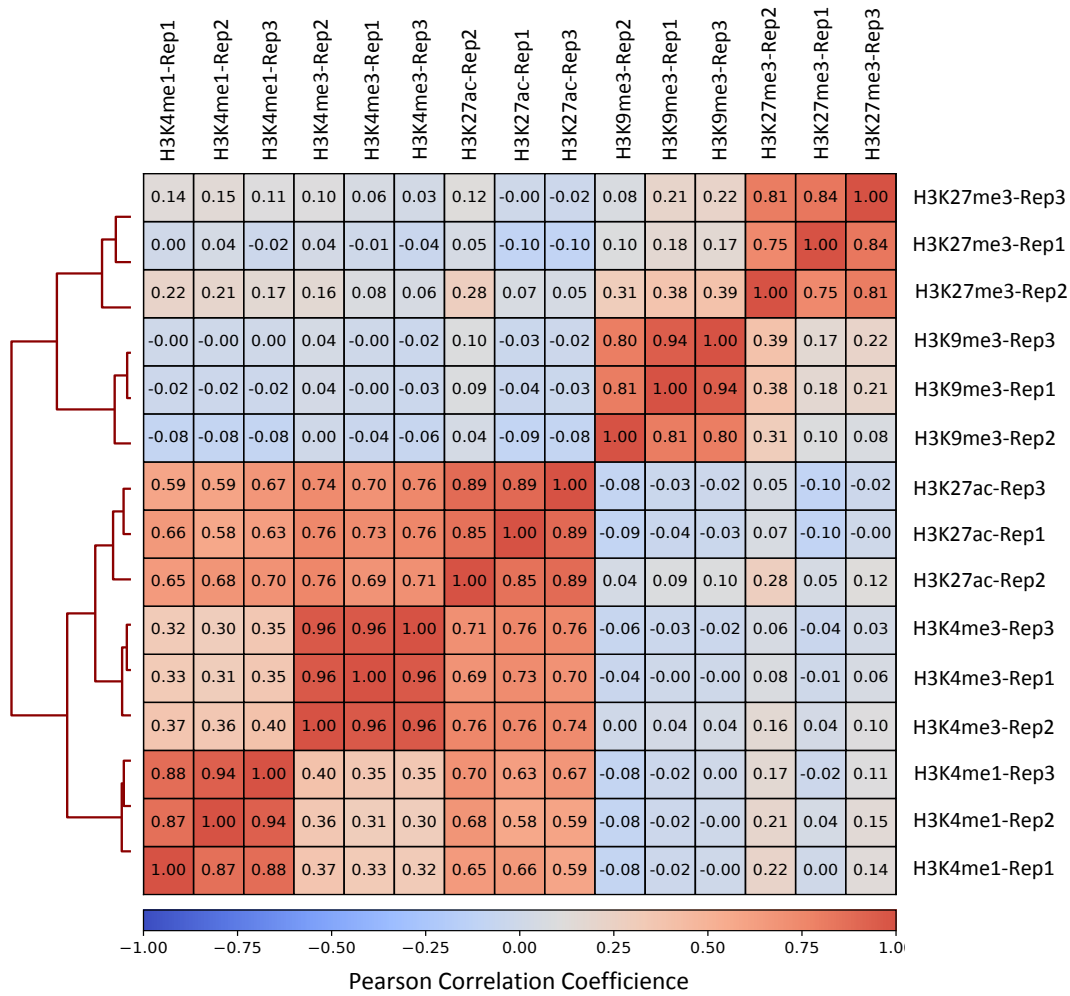 H3K4me1-Rep1 H3K4me1-Rep2 H3K4me1-Rep3 H3K4me3-Rep2 H3K4me3-Rep1 H3K4me3-Rep3 H3K27ac-Rep2 H3K27ac-Rep1 H3K27ac-Rep3 H3K9me3-Rep2 H3K9me3-Rep1 H3K9me3-Rep3 H3K27me3-Rep2 H3K27me3-Rep1 H3K27me3-Rep3
0.14 0.15 0.11 0.10 0.06 0.03 0.12 -0.00 -0.02 0.08 0.21 0.22 0.81 0.84 1.00 H3K27me3-Rep3
0.00 0.04 -0.02 0.04 -0.01 -0.04 0.05 -0.10 -0.10 0.10 0.18 0.17 0.75 1.00 0.84 H3K27me3-Rep1
0.22 0.21 0.17 0.16 0.08 0.06 0.28 0.07 0.05 0.31 0.38 0.39 1.00 0.75 0.81 H3K27me3-Rep2
-0.00 -0.00 0.00 0.04 -0.00 -0.02 0.10 -0.03 -0.02 0.80 0.94 1.00 0.39 0.17 0.22 H3K9me3-Rep3
-0.02 -0.02 -0.02 0.04 -0.00 -0.03 0.09 -0.04 -0.03 0.81 1.00 0.94 0.38 0.18 0.21 H3K9me3-Rep1
-0.08 -0.08 -0.08 0.00 -0.04 -0.06 0.04 -0.09 -0.08 1.00 0.81 0.80 0.31 0.10 0.08 H3K9me3-Rep2
0.59 0.59 0.67 0.74 0.70 0.76 0.89 0.89 1.00 -0.08 -0.03 -0.02 0.05 -0.10 -0.02 H3K27ac-Rep3
0.66 0.58 0.63 0.76 0.73 0.76 0.85 1.00 0.89 -0.09 -0.04 -0.03 0.07 -0.10 -0.00 H3K27ac-Rep1
0.65 0.68 0.70 0.76 0.69 0.71 1.00 0.85 0.89 0.04 0.09 0.10 0.28 0.05 0.12 H3K27ac-Rep2
0.32 0.30 0.35 0.96 0.96 1.00 0.71 0.76 0.76 -0.06 -0.03 -0.02 0.06 -0.04 0.03 H3K4me3-Rep3
0.33 0.31 0.35 0.96 1.00 0.96 0.69 0.73 0.70 -0.04 -0.00 -0.00 0.08 -0.01 0.06 H3K4me3-Rep1
0.37 0.36 0.40 1.00 0.96 0.96 0.76 0.76 0.74 0.00 0.04 0.04 0.16 0.04 0.10 H3K4me3-Rep2
0.88 0.94 1.00 0.40 0.35 0.35 0.70 0.63 0.67 -0.08 -0.02 0.00 0.17 -0.02 0.11 H3K4me1-Rep3
0.87 1.00 0.94 0.36 0.31 0.30 0.68 0.58 0.59 -0.08 -0.02 -0.00 0.21 0.04 0.15 H3K4me1-Rep2
1.00 0.87 0.88 0.37 0.33 0.32 0.65 0.66 0.59 -0.08 -0.02 -0.00 0.22 0.00 0.14 H3K4me1-Rep1
−1.00 −0.75 −0.50 −0.25 0.00 0.25 0.50 0.75 1.0
Pearson Correlation Coefficience